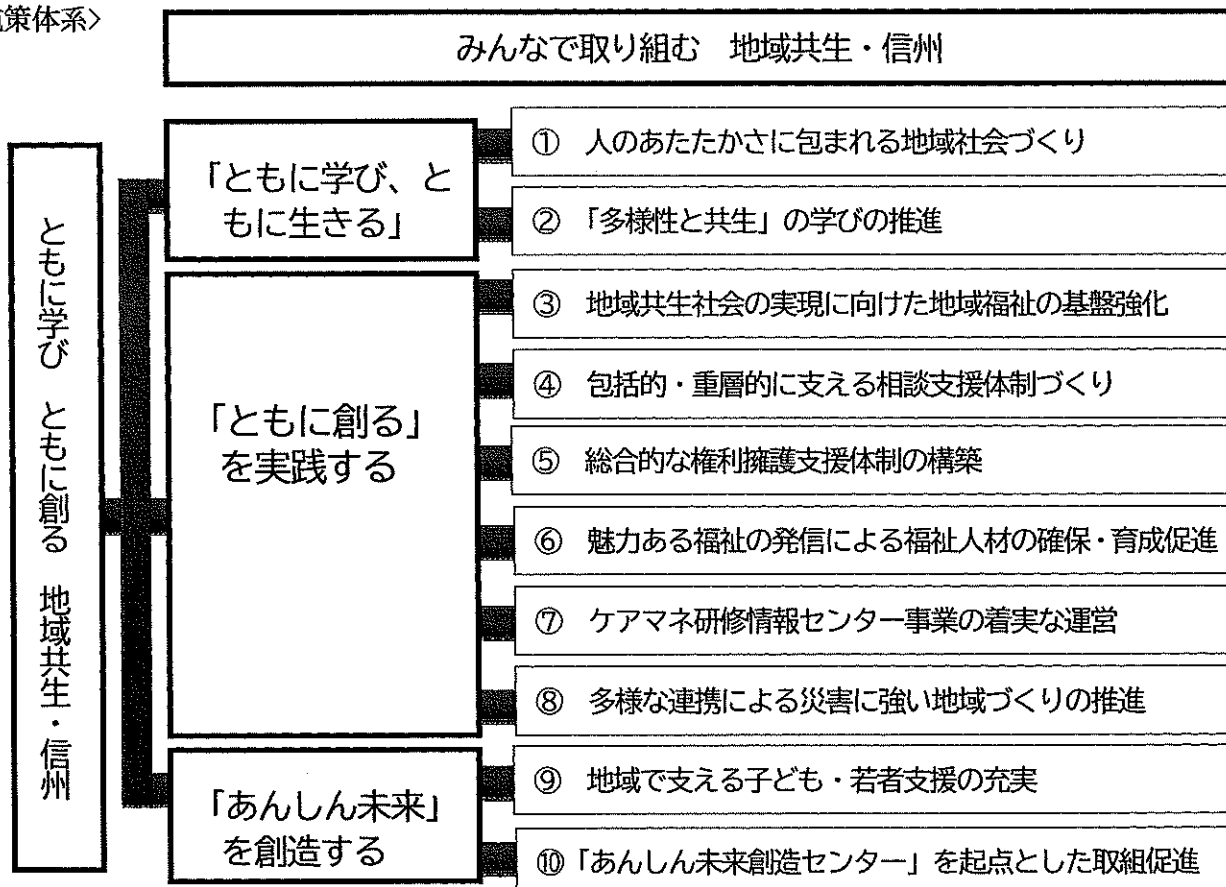 策体系>
みんなで取り組む 地域共生・信州
ともに学び ともに創る 地域共生・信州
「ともに学び、と
もに生きる」
① 人のあたたかさに包まれる地域社会づくり
② 「多様性と共生」の学びの推進
「ともに創る」
を実践する
③ 地域共生社会の実現に向けた地域福祉の基盤強化
④ 包括的・重層的に支える相談支援体制づくり
⑤ 総合的な権利擁護支援体制の構築
⑥ 魅力ある福祉の発信による福祉人材の確保・育成促進
⑦ ケアマネ研修情報センター事業の着実な運営
⑧ 多様な連携による災害に強い地域づくりの推進
「あんしん未来」
を創造する
⑨ 地域で支える子ども・若者支援の充実
⑩「あんしん未来創造センター」を起点とした取組促進